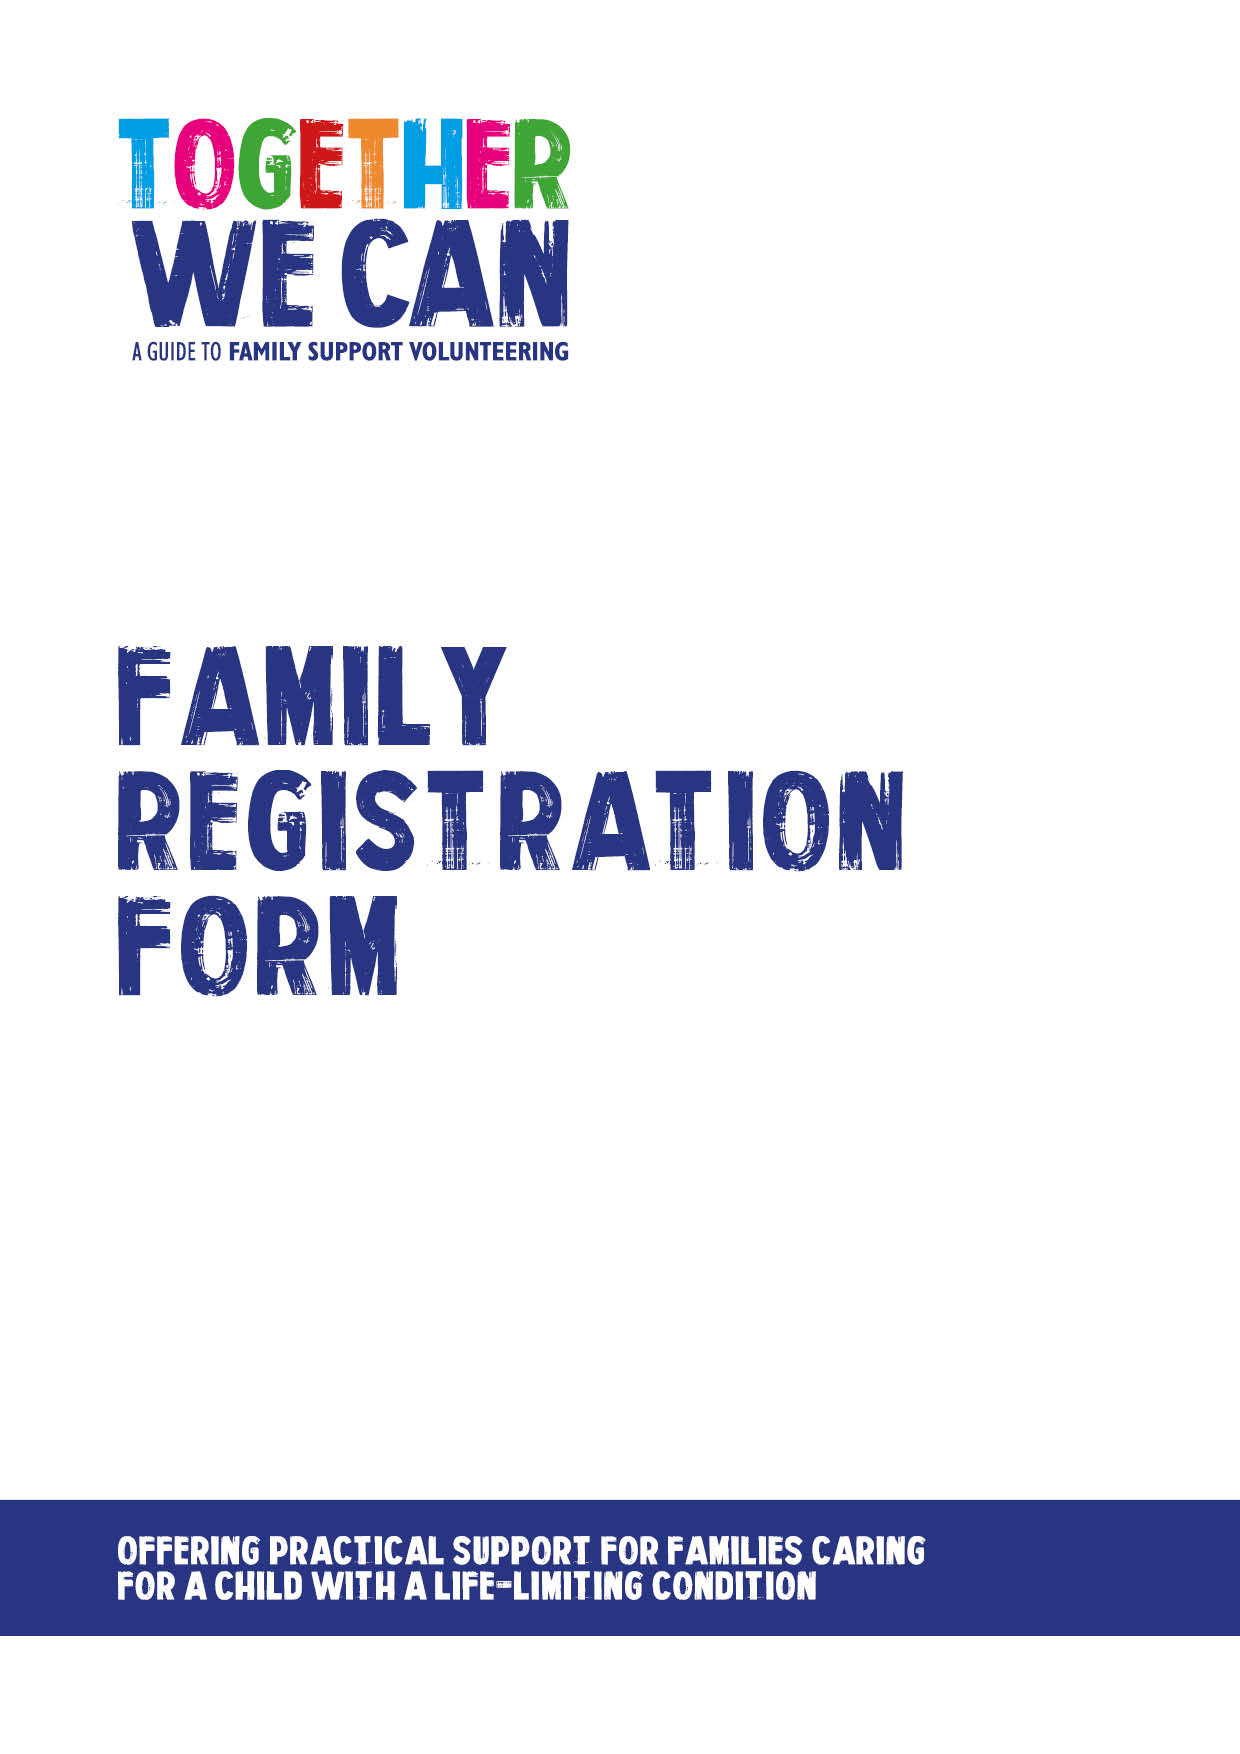 TOGETHER
WE CAN
A GUIDE TO FAMILY SUPPORT VOLUNTEERING
FAMILY
REGISTRATION
FORM
OFFERING PRACTICAL SUPPORT FOR FAMILIES CARING
FOR A CHILD WITH A LIFE-LIMITING CONDITION